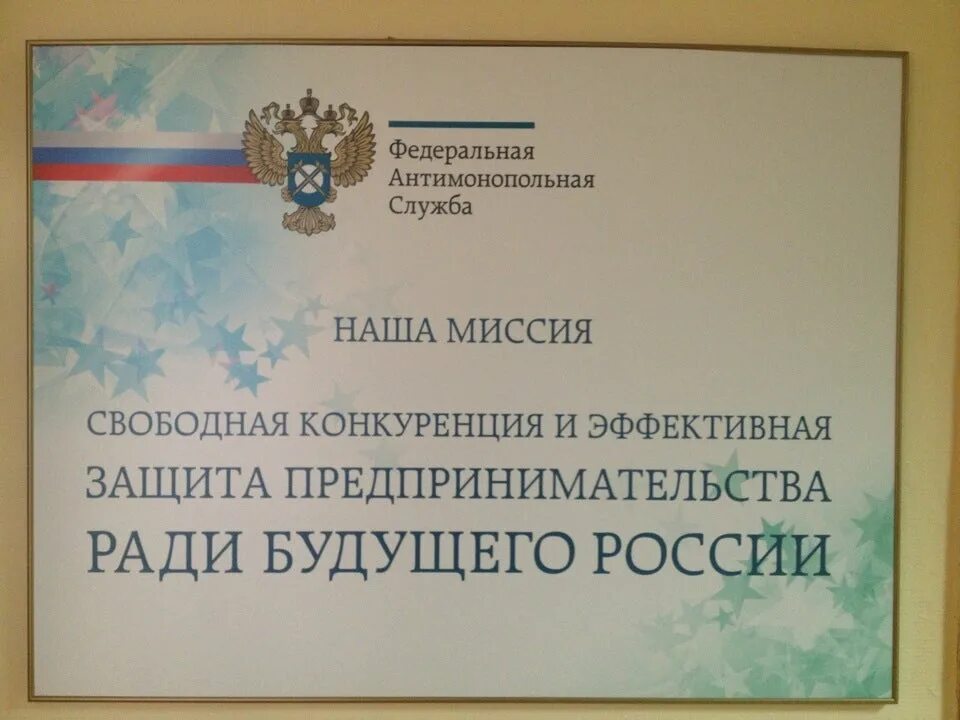 Федеральная
Антимонопольная
Служба
НАША МИССИЯ
СВОБОДНАЯ КОНКУРЕНЦИЯ И ЭФФЕКТИВНАЯ
ЗАЩИТА ПРЕДПРИНИМАТЕЛЬСТВА
РАДИ БУДУЩЕГО РОССИИ